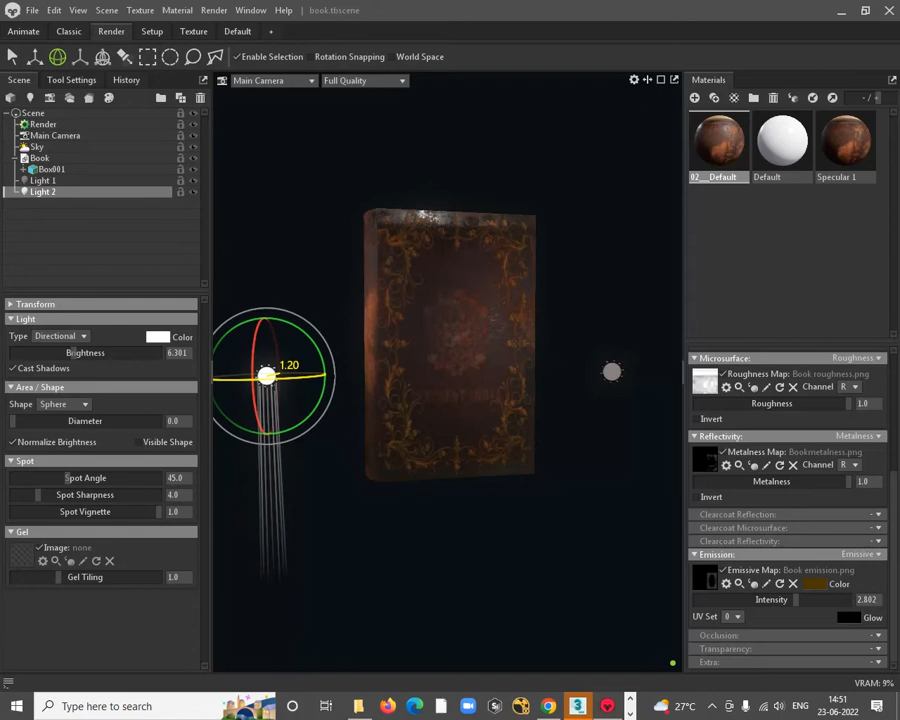 File Edit View Scene Texture Material Render Window Help book.tbscene
Animate Classic Render Setup Texture Default +
Enable Selection Rotation Snapping World Space
Scene Tool Settings History
Main Camera Full Quality
Materials
-/+
Scene
Render
Main Camera
Sky
Book
Box001
Light 1
Light 2
02__Default Default Specular 1
Transform
Light
Type Directional Color
Brightness 6.301
Cast Shadows
Area / Shape
Shape Sphere
Diameter 0.0
Normalize Brightness Visible Shape
Spot
Spot Angle 45.0
Spot Sharpness 4.0
Spot Vignette 1.0
Gel
Image: none
Gel Tiling 1.0
1.20
Microsurface: Roughness
Roughness Map: Book roughness.png
Channel R
Roughness 1.0
Invert
Reflectivity: Metalness
Metalness Map: Bookmetalness.png
Channel R
Metalness 1.0
Invert
Clearcoat Reflection: -
Clearcoat Microsurface: -
Clearcoat Reflectivity: -
Emission: Emissive
Emissive Map: Book emission.png
Color
Intensity 2.802
UV Set 0 Glow
Occlusion: -
Transparency: -
Extra: -
VRAM: 9%
Type here to search
27°C ENG 14:51
23-06-2022